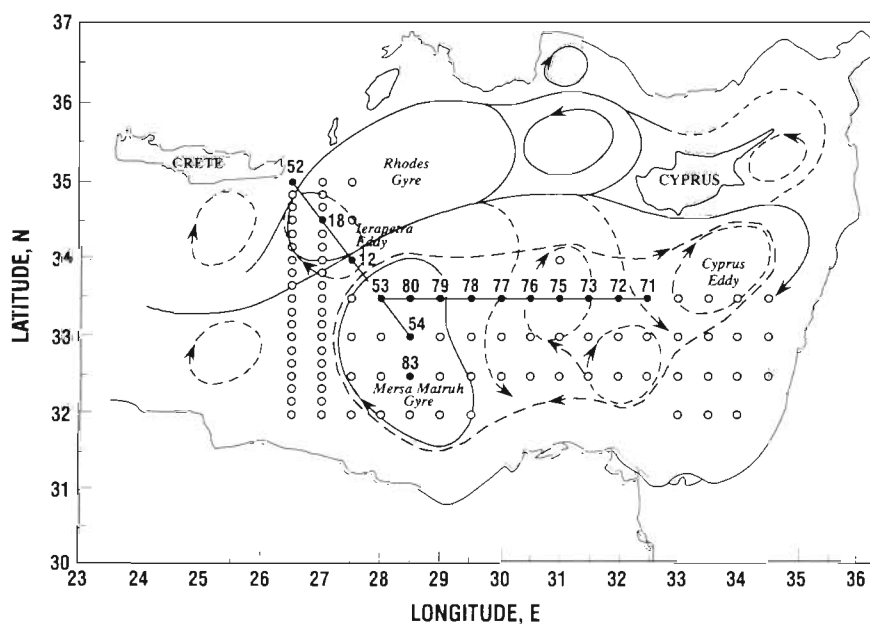 37
36
35
34
33
32
31
30
LATITUDE, N
CRETE
52
Rhodes
Gyre
CYPRUS
18
Ierapetra
Eddy
12
Cyprus
Eddy
53 80 79 78 77 76 75 73 72 71
54
83
Mersa Matruh
Gyre
23 25 26 27 28 29 30 31 32 33 34 35 36
LONGITUDE, E